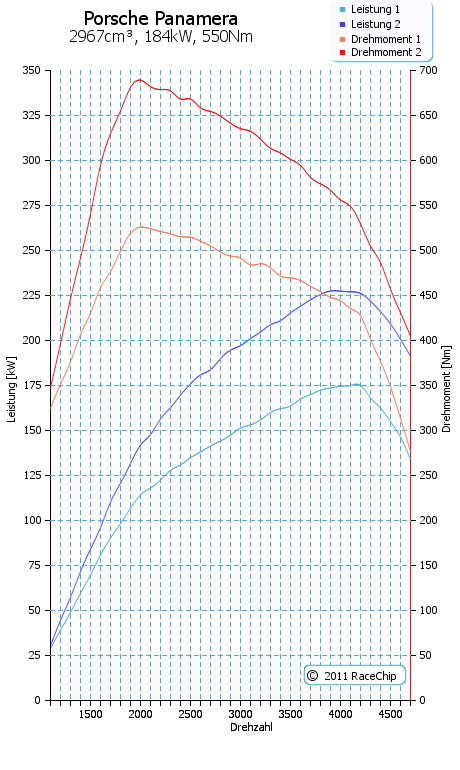 Porsche Panamera
2967cm³, 184kW, 550Nm
Leistung 1
Leistung 2
Drehmoment 1
Drehmoment 2
350
325
300
275
250
225
200
175
150
125
100
75
50
25
0
Leistung [kW]
700
650
600
550
500
450
400
350
300
250
200
150
100
50
0
Drehmoment [Nm]
© 2011 RaceChip
1500 2000 2500 3000 3500 4000 4500
Drehzahl